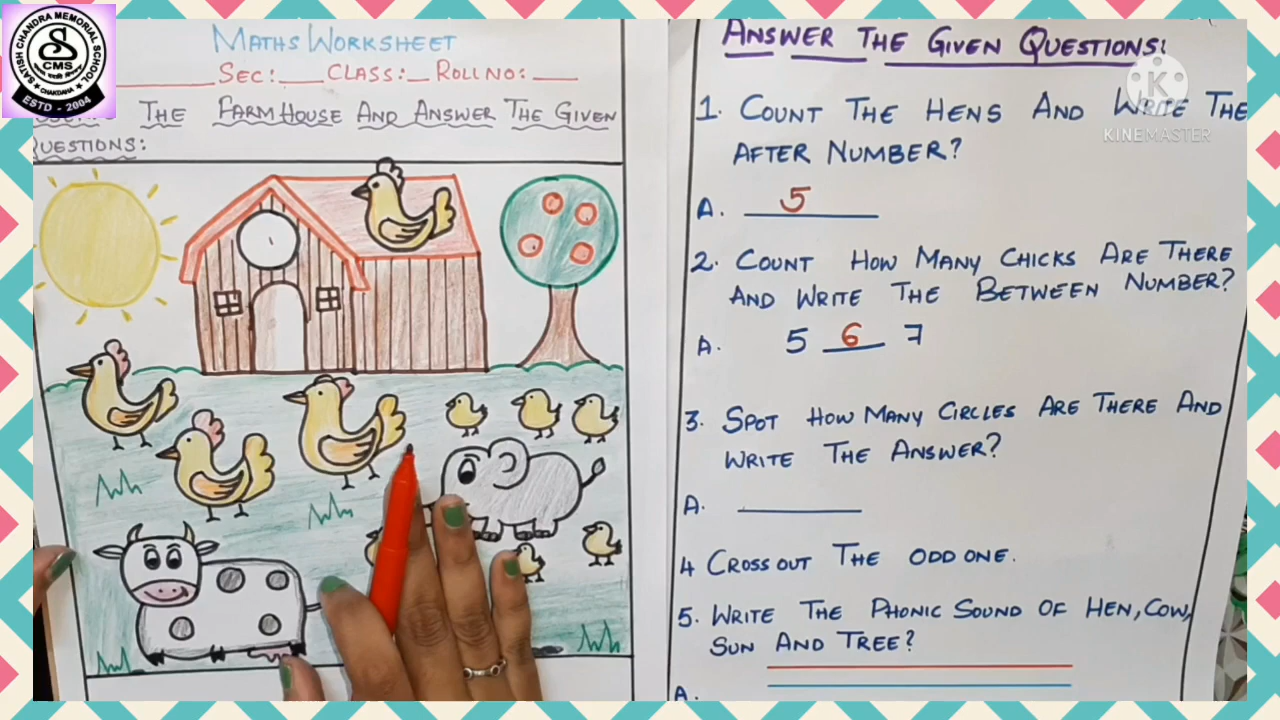 SATISH CHANDRA MEMORIAL SCHOOL
S
CMS
CHAKDAHA
ESTD - 2004
MATHS WORKSHEET
SEC: CLASS: ROLL NO:
THE FARM HOUSE AND ANSWER THE GIVEN
QUESTIONS:
ANSWER THE GIVEN QUESTIONS:
K
KINEMASTER
1. COUNT THE HENS AND WRITE THE
AFTER NUMBER?
A. 5
2. COUNT HOW MANY CHICKS ARE THERE
AND WRITE THE BETWEEN NUMBER?
A. 5 6 7
3. SPOT HOW MANY CIRCLES ARE THERE AND
WRITE THE ANSWER?
A.
4 CROSS OUT THE ODD ONE.
5. WRITE THE PHONIC SOUND OF HEN, COW,
SUN AND TREE?
A.